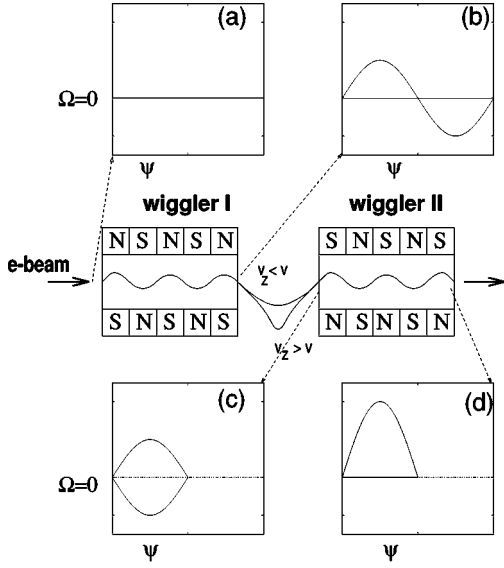 (a)
(b)
Ω=0
Ψ
Ψ
wiggler I
wiggler II
N S N S N
S N S N S
e-beam
v_z < v
v_z > v
S N S N S
N S N S N
(c)
(d)
Ω=0
Ψ
Ψ